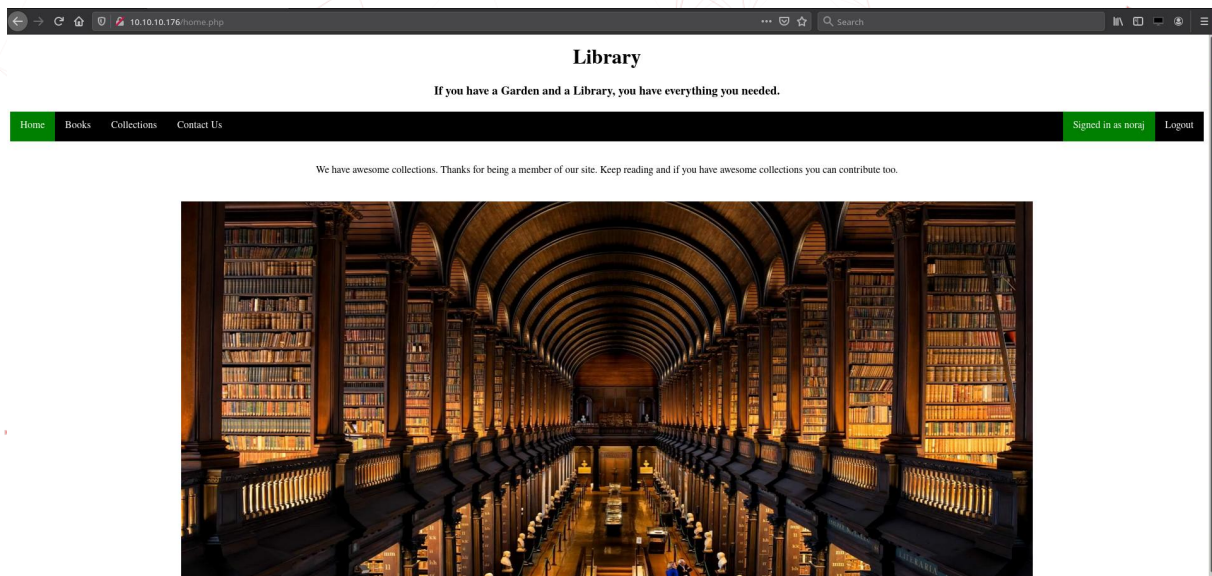 10.10.10.176/home.php
Search
Library
If you have a Garden and a Library, you have everything you needed.
Home Books Collections Contact Us Signed in as noraj Logout
We have awesome collections. Thanks for being a member of our site. Keep reading and if you have awesome collections you can contribute too.